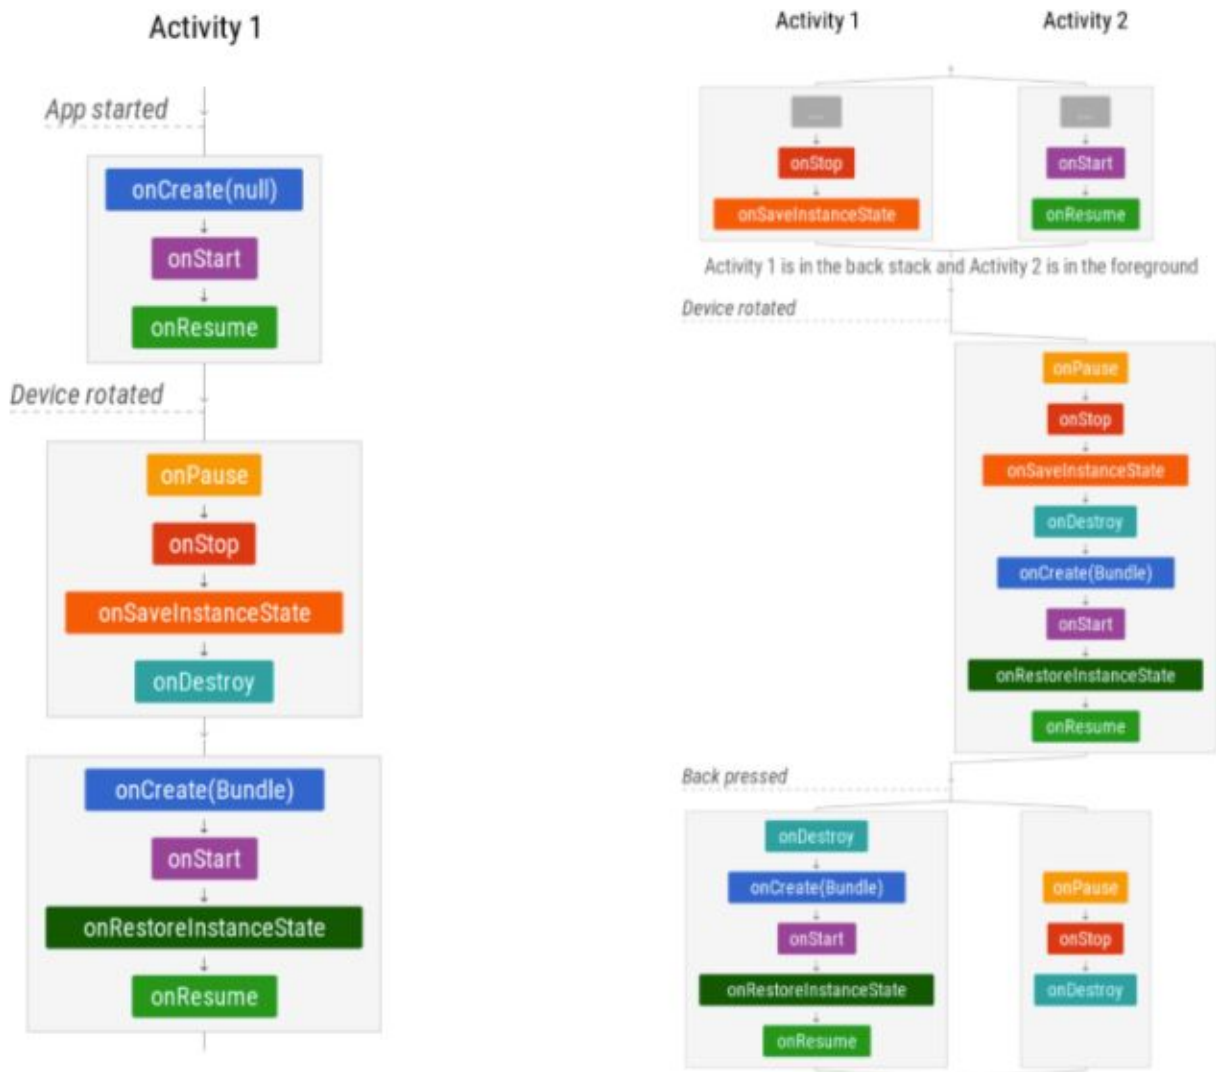 Activity 1
App started
onCreate(null)
onStart
onResume
Device rotated
onPause
onStop
onSaveInstanceState
onDestroy
onCreate(Bundle)
onStart
onRestoreInstanceState
onResume
Activity 1 Activity 2
... ...
onStop onStart
onSaveInstanceState onResume
Activity 1 is in the back stack and Activity 2 is in the foreground
Device rotated
onPause
onStop
onSaveInstanceState
onDestroy
onCreate(Bundle)
onStart
onRestoreInstanceState
onResume
Back pressed
onDestroy
onCreate(Bundle) onPause
onStart onStop
onRestoreInstanceState onDestroy
onResume